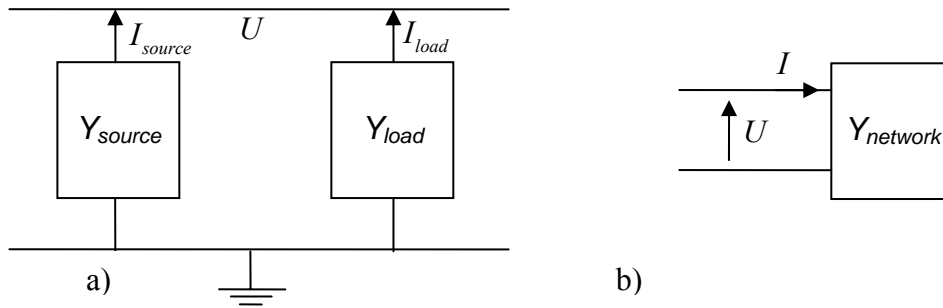 U
I_source
I_load
Y_source
Y_load
I
U
Y_network
a)
b)